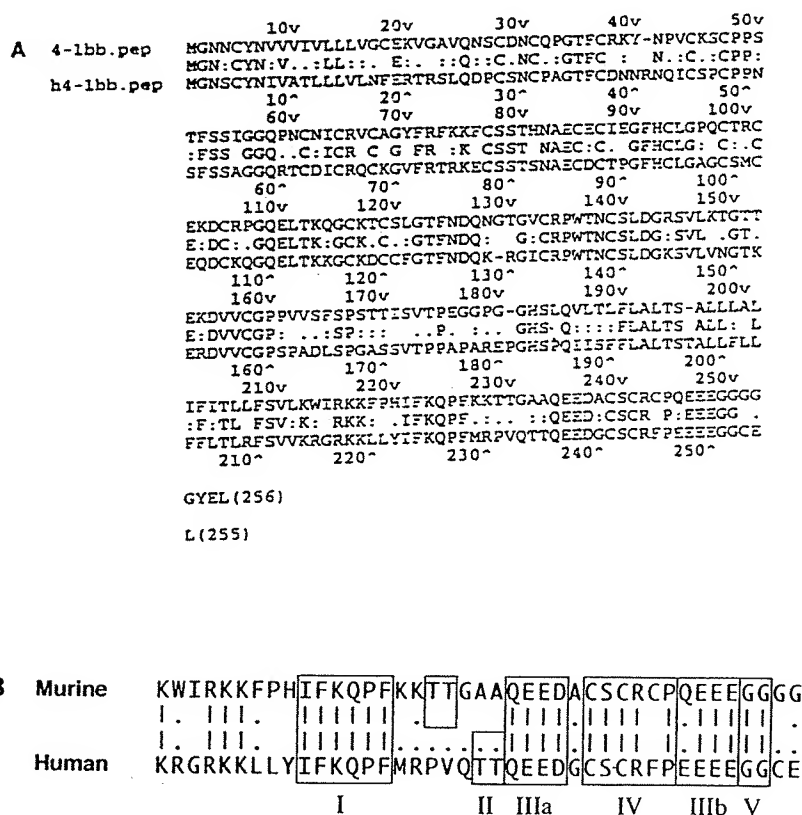 10v 20v 30v 40v 50v
A 4-1bb.pep MGNNCYNVVVIVLLLVGCEKVGAVQNSCDNCQPGTFCRKY-NPVCKSCPPS
MGN:CYN:V..:LL::. E: .::Q::C.NC.:GTFC : N.:C.:CPP:
h4-1bb.pep MGNSCYNIVATLLLVLNFERTRSLQDPCSNCPAGTFCDNNRNQICSPCPPN
10^ 20^ 30^ 40^ 50^
60v 70v 80v 90v 100v
TFSSIGGQPNCNICRVCAGYFRFKKFCSSTHNAECECIEGFHCLGPQCTRC
:FSS GGQ..C:ICR C G FR :K CSST NAEC:C. GFHCLG: C:.C
SFSSAGGQRTCDICRQCKGVFRTRKECSSTSNAECDCTPGFHCLGAGCSMC
60^ 70^ 80^ 90^ 100^
110v 120v 130v 140v 150v
EKDCRPGQELTKQGCKTCSLGTFNDQNGTGVCRPWTNCSLDGRSVLKTGTT
E:DC:.GQELTK:GCK.C.:GTFNDQ: G:CRPWTNCSLDG:SVL .GT.
EQDCKQGQELTKKGCKDCCFGTFNDQK-RGICRPWTNCSLDGKSVLVNGTK
110^ 120^ 130^ 140^ 150^
160v 170v 180v 190v 200v
EKDVVCGPPVVSFSPSTTISVTPEGGPG-GHSLQVLTLFLALTS-ALLLAL
E:DVVCGP: .:SP::: .P. :.. GHS-Q::::FLALTS ALL: L
ERDVVCGPSPADLSPGASSVTPPAPAREPGHSPQIISFFLALTSTALLFLL
160^ 170^ 180^ 190^ 200^
210v 220v 230v 240v 250v
IFITLLFSVLKWIRKKFPHIFKQPFKKTTGAAQEEDACSCRCPQEEEGGGG
:F:TL FSV:K: RKK: .IFKQPF.:.: ::QEED:CSCR P:EEEGG .
FFLTLRFSVVKRGRKKLLYIFKQPFMRPVQTTQEEDGCSCRFPEEEEGGCE
210^ 220^ 230^ 240^ 250^
GYEL(256)
L(255)
B Murine KWIRKKFPHIFKQPFKKTTGAAQEEDACSCRCPQEEEGGGG
Human KRGRKKLLYIFKQPFMRPVQTTQEEDGCSCRFPEEEEGGCE
I II IIIa IV IIIb V